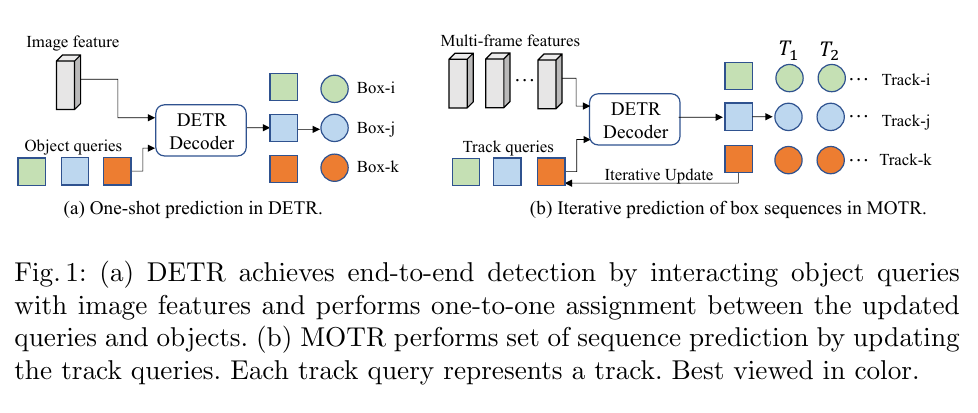 Image feature
DETR
Decoder
Object queries
Box-i
Box-j
Box-k
(a) One-shot prediction in DETR.
Multi-frame features
...
DETR
Decoder
Track queries
Iterative Update
T₁ T₂
... Track-i
... Track-j
... Track-k
(b) Iterative prediction of box sequences in MOTR.
Fig. 1: (a) DETR achieves end-to-end detection by interacting object queries
with image features and performs one-to-one assignment between the updated
queries and objects. (b) MOTR performs set of sequence prediction by updating
the track queries. Each track query represents a track. Best viewed in color.